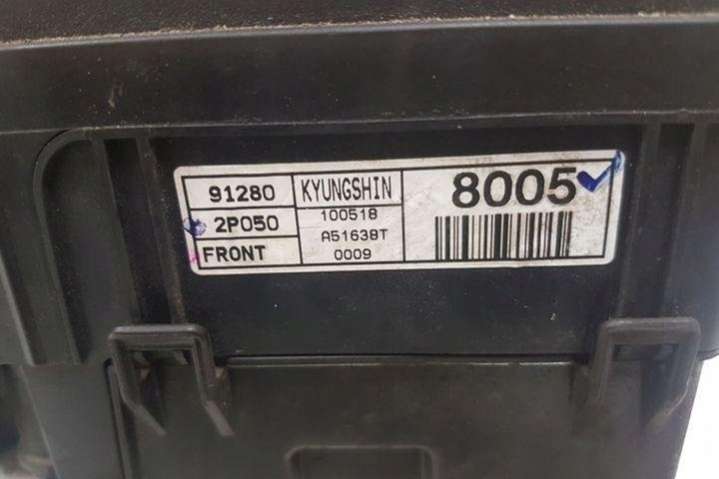 91280
2P050
FRONT
KYUNGSHIN
100518
A51638T
0009
8005